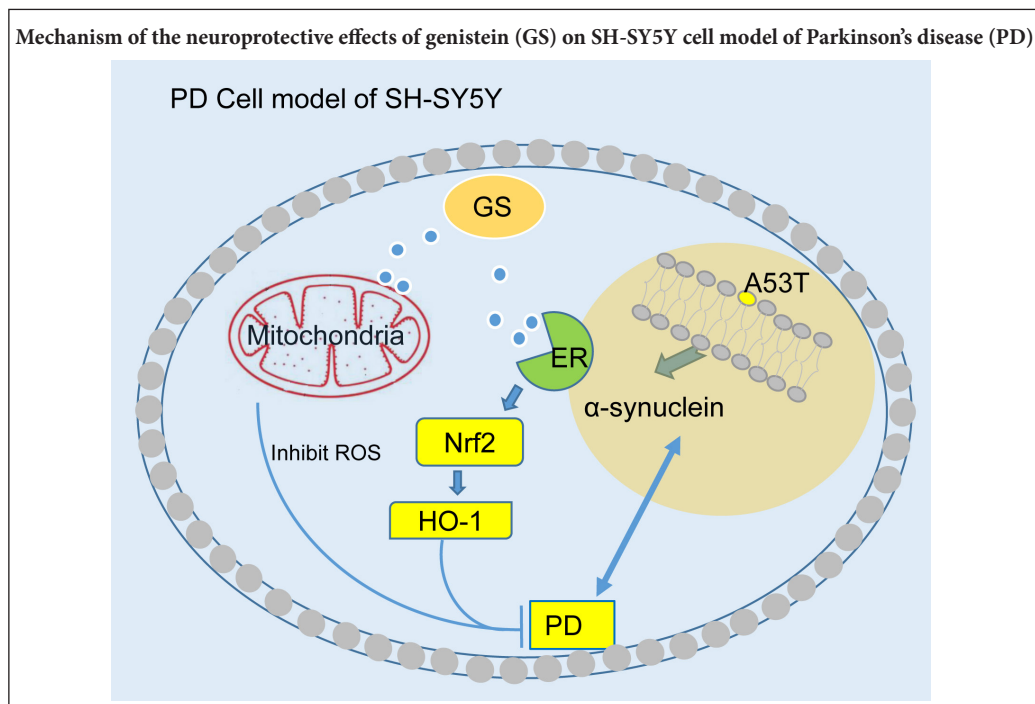 Mechanism of the neuroprotective effects of genistein (GS) on SH-SY5Y cell model of Parkinson's disease (PD)
PD Cell model of SH-SY5Y
GS
A53T
Mitochondria
ER
α-synuclein
Nrf2
Inhibit ROS
HO-1
PD